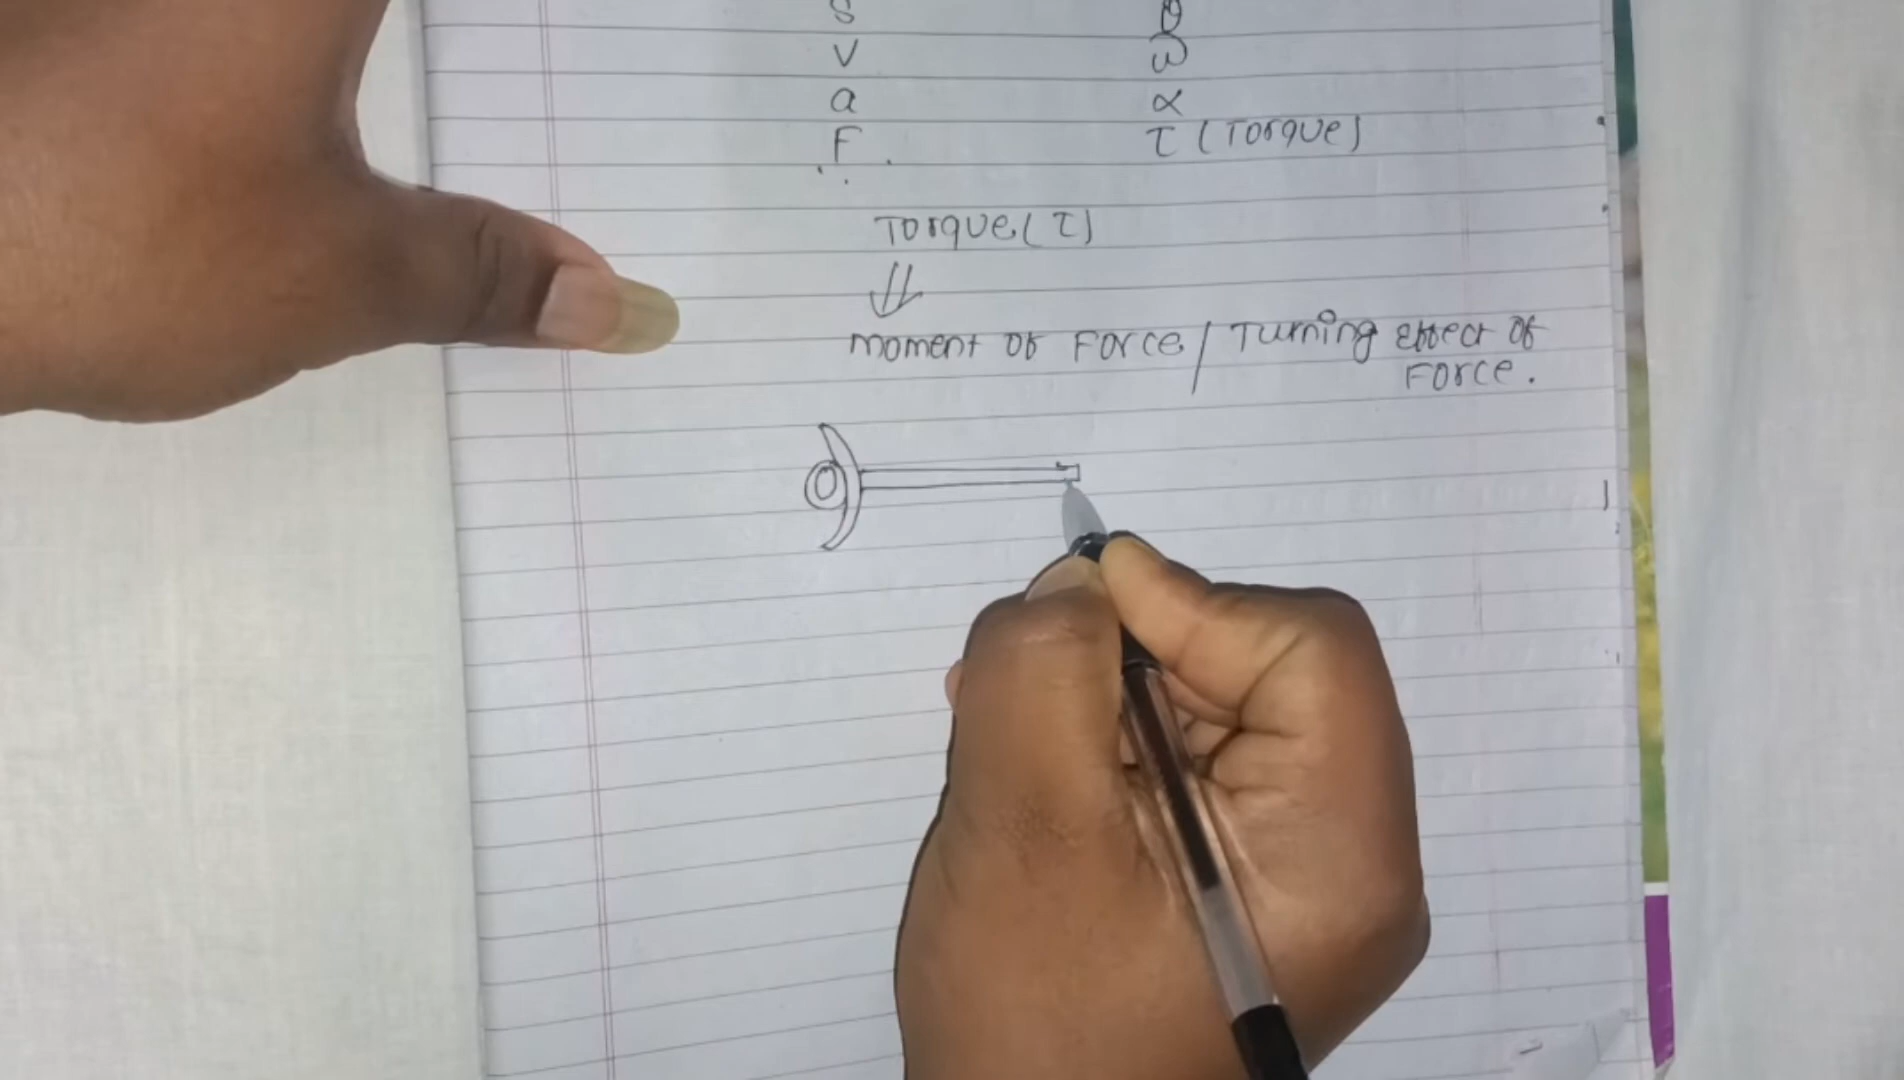 S θ
V ω
a α
F τ (Torque)
Torque (τ)
⇓
Moment of Force / Turning effect of
Force.